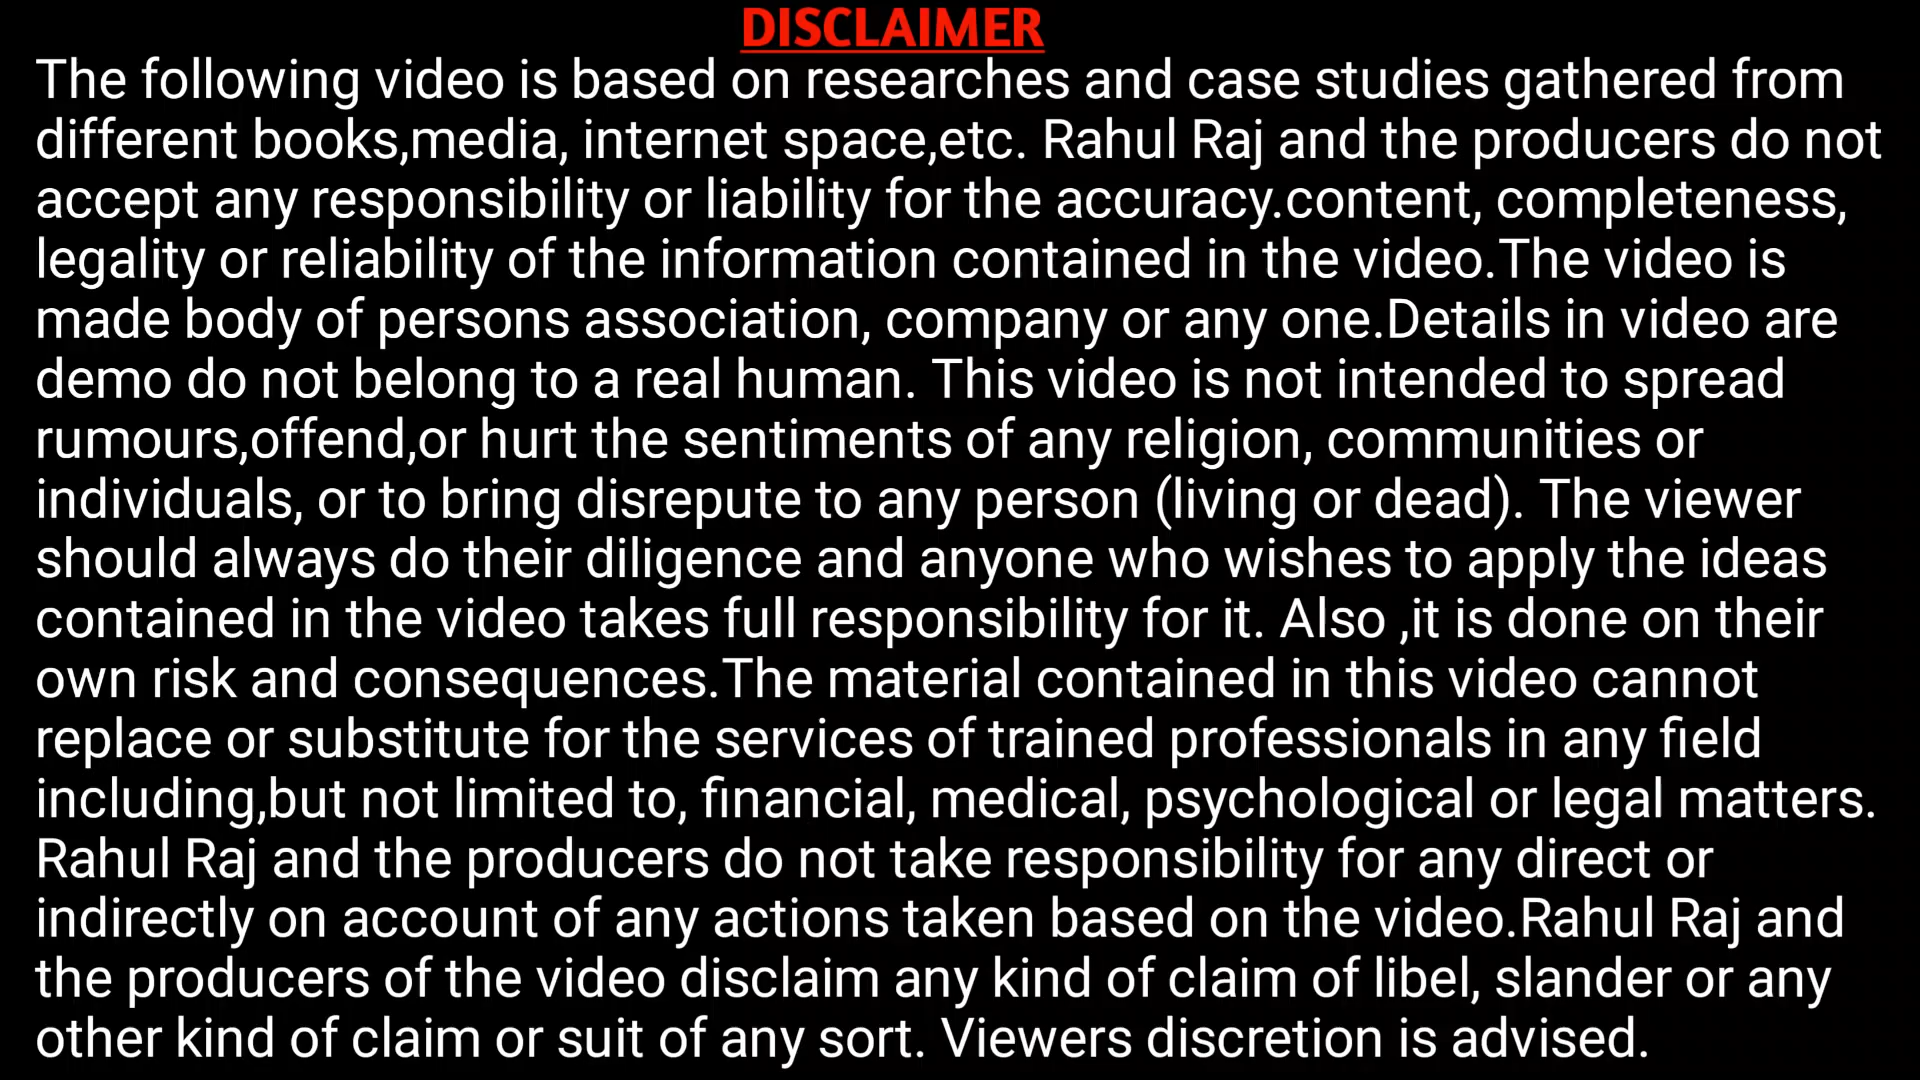 DISCLAIMER
The following video is based on researches and case studies gathered from
different books,media, internet space,etc. Rahul Raj and the producers do not
accept any responsibility or liability for the accuracy.content, completeness,
legality or reliability of the information contained in the video.The video is
made body of persons association, company or any one.Details in video are
demo do not belong to a real human. This video is not intended to spread
rumours,offend,or hurt the sentiments of any religion, communities or
individuals, or to bring disrepute to any person (living or dead). The viewer
should always do their diligence and anyone who wishes to apply the ideas
contained in the video takes full responsibility for it. Also ,it is done on their
own risk and consequences.The material contained in this video cannot
replace or substitute for the services of trained professionals in any field
including,but not limited to, financial, medical, psychological or legal matters.
Rahul Raj and the producers do not take responsibility for any direct or
indirectly on account of any actions taken based on the video.Rahul Raj and
the producers of the video disclaim any kind of claim of libel, slander or any
other kind of claim or suit of any sort. Viewers discretion is advised.